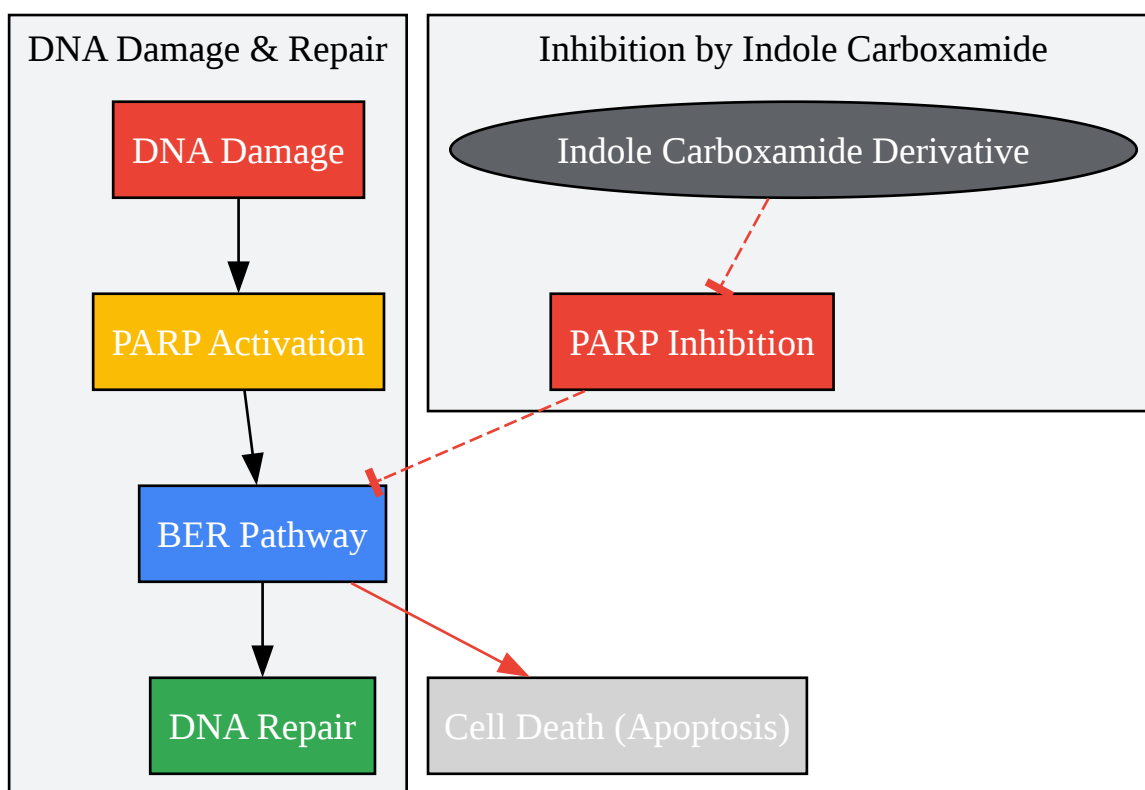 DNA Damage & Repair
DNA Damage
PARP Activation
BER Pathway
DNA Repair
Inhibition by Indole Carboxamide
Indole Carboxamide Derivative
PARP Inhibition
Cell Death (Apoptosis)